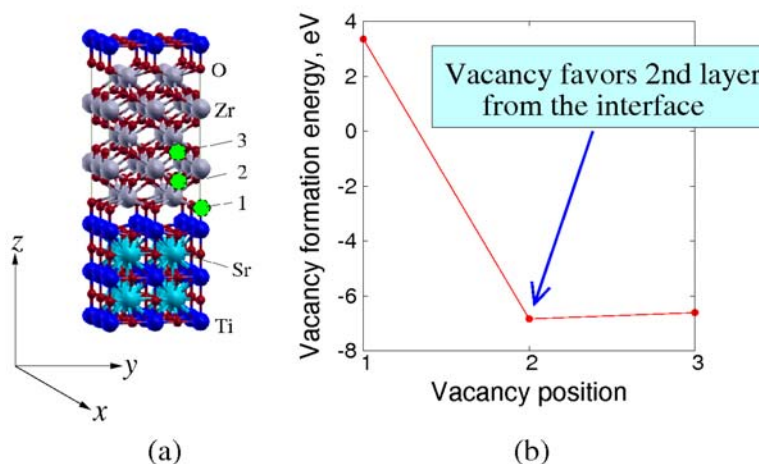 O
Zr
3
2
1
Sr
Ti
z
y
x
(a)
Vacancy formation energy, eV
4
2
0
-2
-4
-6
-8
Vacancy favors 2nd layer
from the interface
1
2
3
Vacancy position
(b)